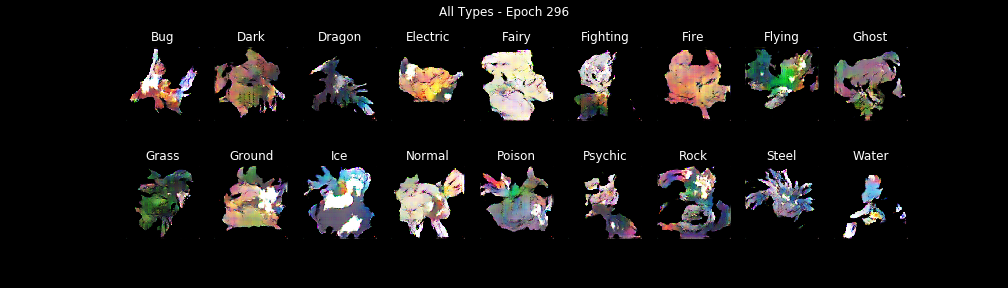 All Types - Epoch 296
Bug Dark Dragon Electric Fairy Fighting Fire Flying Ghost
Grass Ground Ice Normal Poison Psychic Rock Steel Water